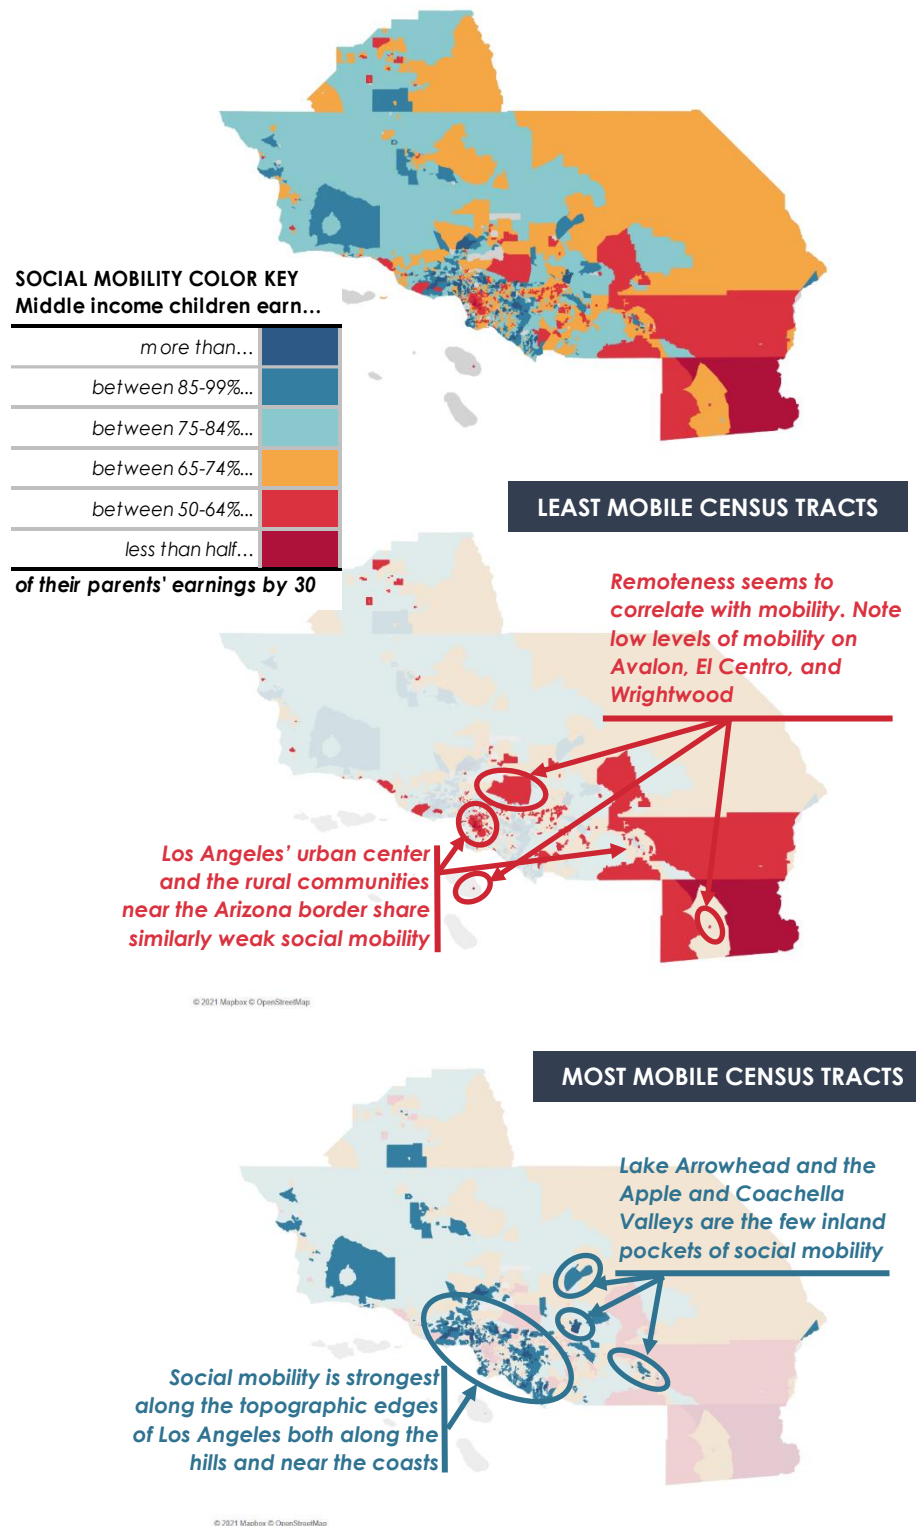 SOCIAL MOBILITY COLOR KEY
Middle income children earn...
more than...
between 85-99%...
between 75-84%...
between 65-74%...
between 50-64%...
less than half...
of their parents' earnings by 30
LEAST MOBILE CENSUS TRACTS
Remoteness seems to
correlate with mobility. Note
low levels of mobility on
Avalon, El Centro, and
Wrightwood
Los Angeles' urban center
and the rural communities
near the Arizona border share
similarly weak social mobility
© 2021 Mapbox © OpenStreetMap
MOST MOBILE CENSUS TRACTS
Lake Arrowhead and the
Apple and Coachella
Valleys are the few inland
pockets of social mobility
Social mobility is strongest
along the topographic edges
of Los Angeles both along the
hills and near the coasts
© 2021 Mapbox © OpenStreetMap